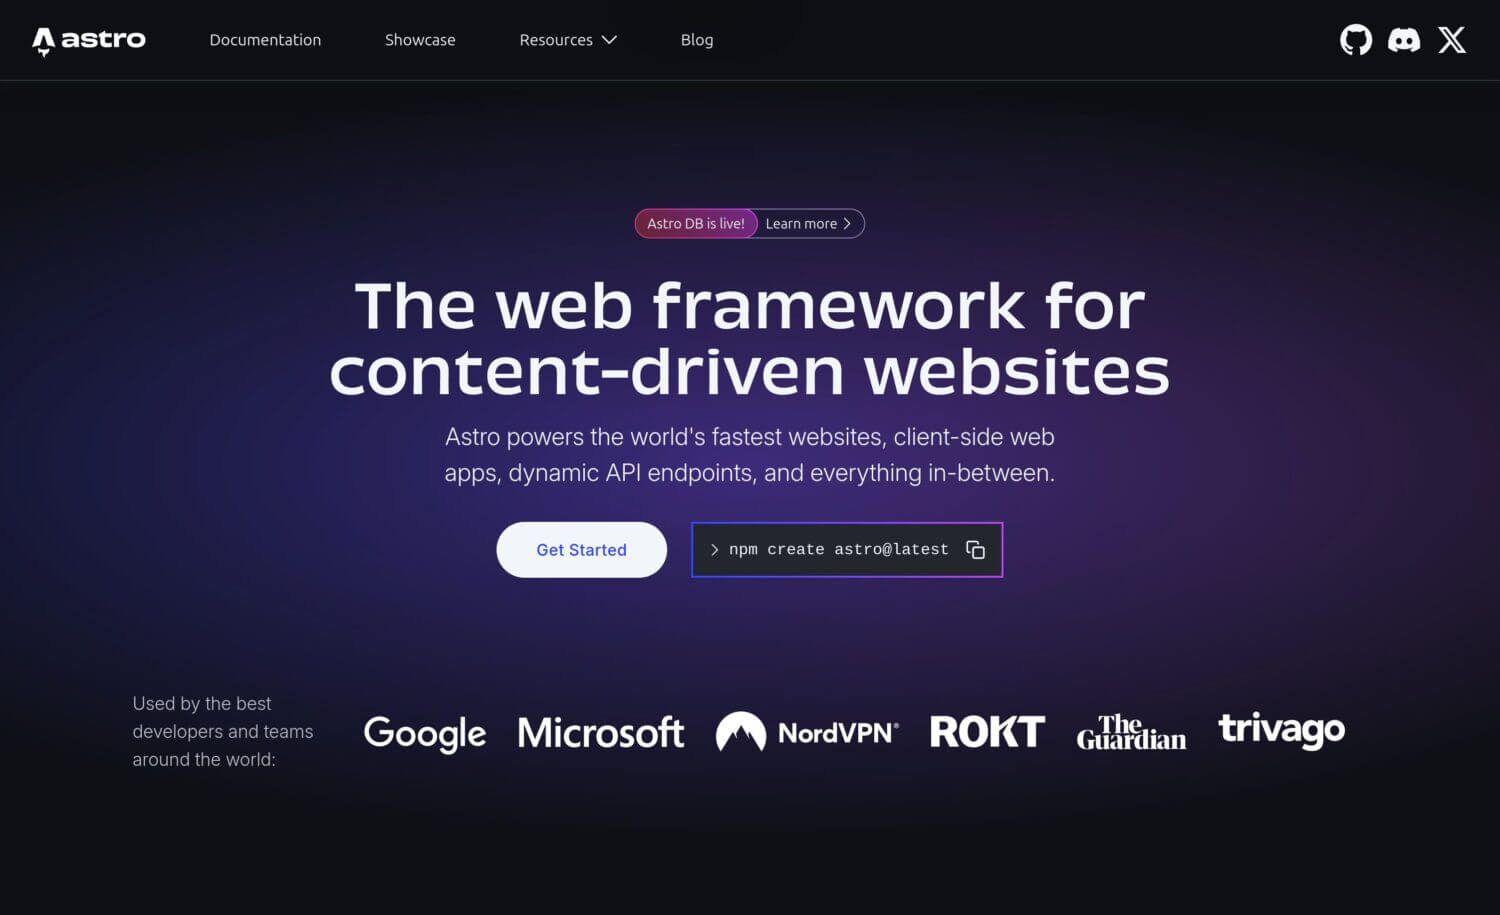 astro
Documentation
Showcase
Resources
Blog
Astro DB is live!
Learn more
The web framework for
content-driven websites
Astro powers the world's fastest websites, client-side web
apps, dynamic API endpoints, and everything in-between.
Get Started
> npm create astro@latest
Used by the best
developers and teams
around the world:
Google
Microsoft
NordVPN®
ROKT
The
Guardian
trivago